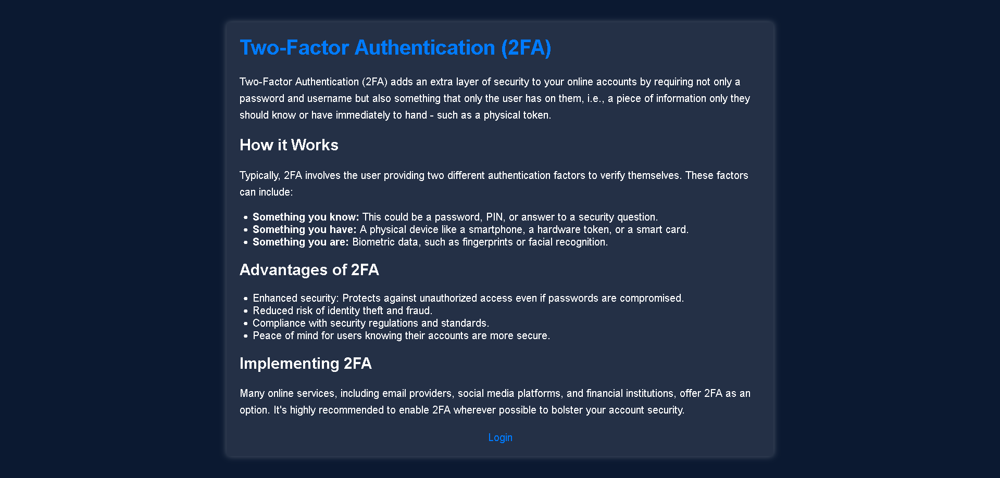 Two-Factor Authentication (2FA)
Two-Factor Authentication (2FA) adds an extra layer of security to your online accounts by requiring not only a
password and username but also something that only the user has on them, i.e., a piece of information only they
should know or have immediately to hand - such as a physical token.
How it Works
Typically, 2FA involves the user providing two different authentication factors to verify themselves. These factors
can include:
• Something you know: This could be a password, PIN, or answer to a security question.
• Something you have: A physical device like a smartphone, a hardware token, or a smart card.
• Something you are: Biometric data, such as fingerprints or facial recognition.
Advantages of 2FA
• Enhanced security: Protects against unauthorized access even if passwords are compromised.
• Reduced risk of identity theft and fraud.
• Compliance with security regulations and standards.
• Peace of mind for users knowing their accounts are more secure.
Implementing 2FA
Many online services, including email providers, social media platforms, and financial institutions, offer 2FA as an
option. It's highly recommended to enable 2FA wherever possible to bolster your account security.
Login